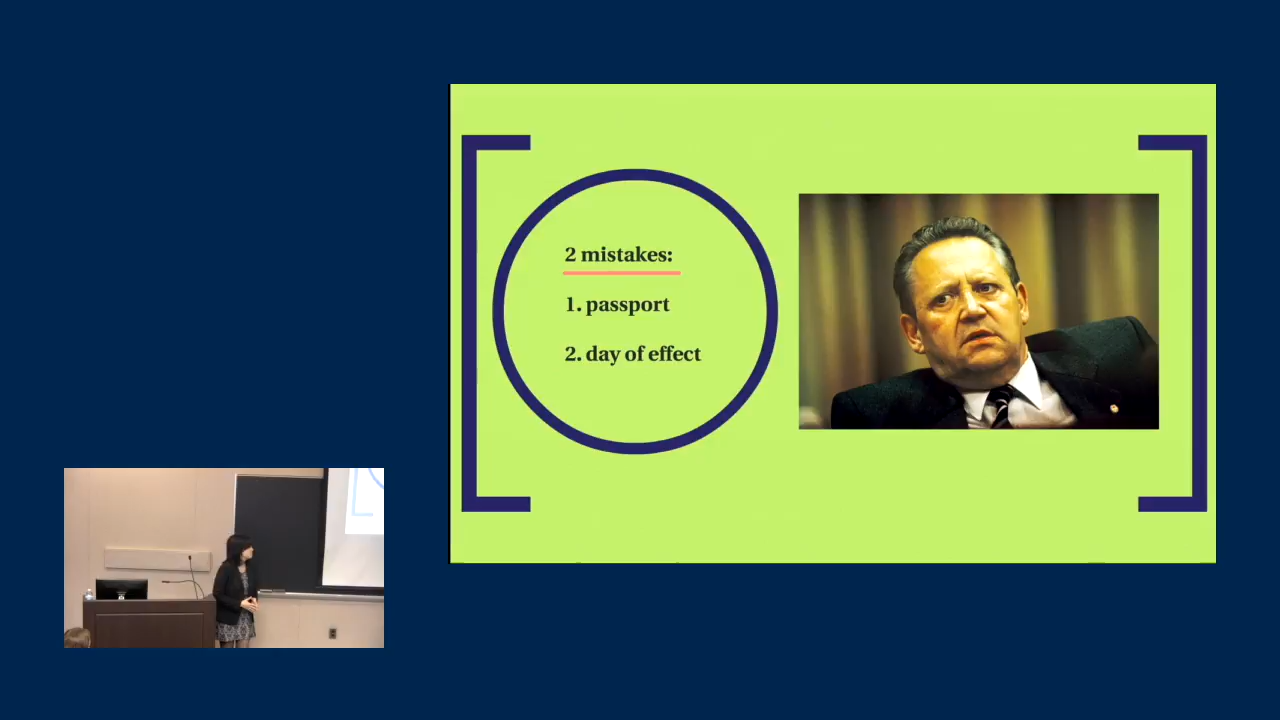 2 mistakes:
1. passport
2. day of effect